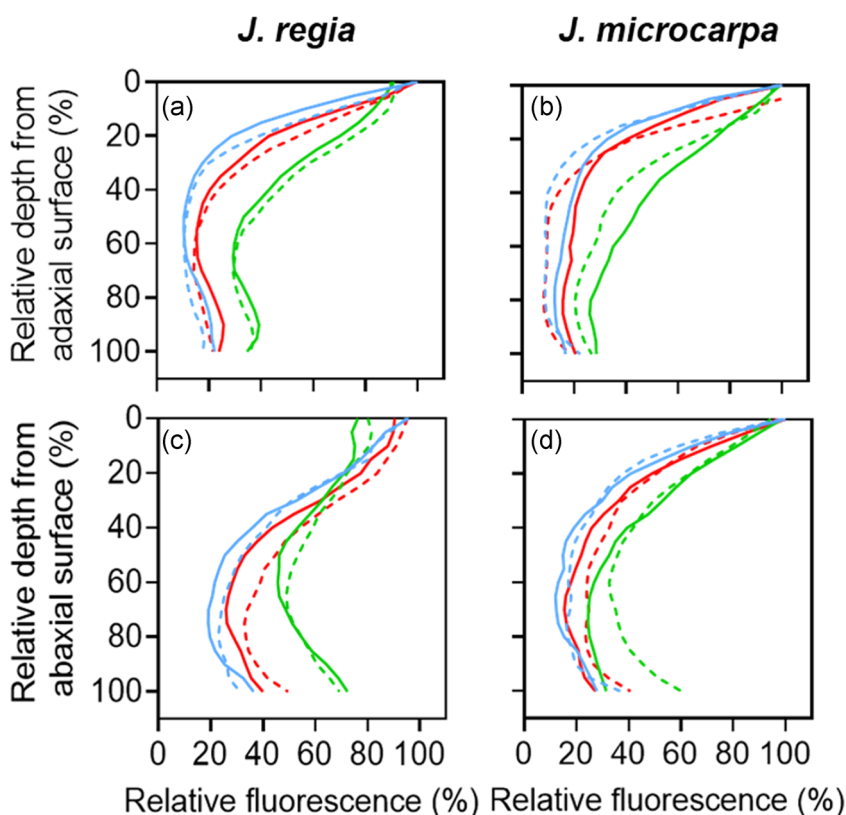 J. regia
J. microcarpa
Relative depth from
adaxial surface (%)
0
20
40
60
80
100
(a)
(b)
Relative depth from
abaxial surface (%)
0
20
40
60
80
100
(c)
(d)
0 20 40 60 80 100
0 20 40 60 80 100
Relative fluorescence (%)
Relative fluorescence (%)